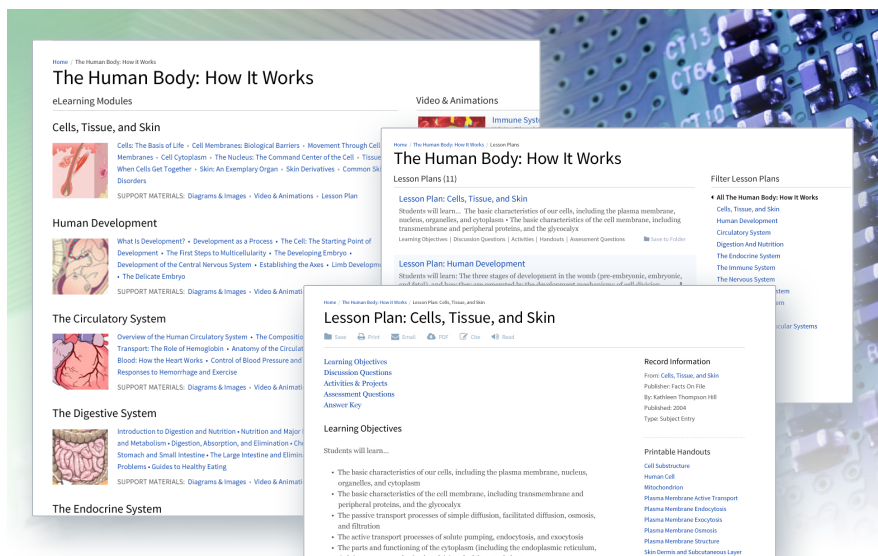 Home / The Human Body: How It Works
The Human Body: How It Works
eLearning Modules
Cells, Tissue, and Skin
Cells: The Basis of Life • Cell Membranes: Biological Barriers • Movement Through Cell
Membranes • Cell Cytoplasm • The Nucleus: The Command Center of the Cell • Tissue
When Cells Get Together • Skin: An Exemplary Organ • Skin Derivatives • Common
Disorders
SUPPORT MATERIALS: Diagrams & Images • Video & Animations • Lesson Plan
Human Development
What Is Development? • Development as a Process • The Cell: The Starting Point of
Development • The First Steps to Multicellularity • The Developing Embryo •
Development of the Central Nervous System • Establishing the Axes • Limb
• The Delicate Embryo
SUPPORT MATERIALS: Diagrams & Images • Video &
The Circulatory System
Overview of the Human Circulatory System • The
Transport: The Role of Hemoglobin • Anatomy of the
Blood: How the Heart Works • Control of Blood Pressure and
Responses to Hemorrhage and Exercise
SUPPORT MATERIALS: Diagrams & Images • Video &
The Digestive System
Introduction to Digestion and Nutrition • Nutrition and Major
and Metabolism • Digestion, Absorption, and Elimination •
Stomach and Small Intestine • The Large Intestine and
Problems • Guides to Healthy Eating
SUPPORT MATERIALS: Diagrams & Images • Video &
The Endocrine System
Video & Animations
Immune
Home / The Human Body: How It Works / Lesson Plans
The Human Body: How It Works
Lesson Plans (11)
Lesson Plan: Cells, Tissue, and Skin
Students will learn... The basic characteristics of our cells, including the plasma membrane,
nucleus, organelles, and cytoplasm • The basic characteristics of the cell membrane, including
transmembrane and peripheral proteins, and the glycocalyx
Learning Objectives | Discussion Questions | Activities | Handouts | Assessment Questions
Save to Folder
Lesson Plan: Human Development
Students will learn: The three stages of development in the womb (pre-embryonic, embryonic,
and fetal), and how they are generated by the development mechanisms of cell division,
Filter Lesson Plans
All The Human Body: How It Works
Cells, Tissue, and Skin
Human Development
Circulatory System
Digestion And Nutrition
The Endocrine System
The Immune System
The Nervous System
Systems
Home / The Human Body: How It Works / Lesson Plan: Cells, Tissue, and Skin
Lesson Plan: Cells, Tissue, and Skin
Save Print Email PDF Cite Read
Learning Objectives
Discussion Questions
Activities & Projects
Assessment Questions
Answer Key
Learning Objectives
Students will learn...
• The basic characteristics of our cells, including the plasma membrane, nucleus,
organelles, and cytoplasm
• The basic characteristics of the cell membrane, including transmembrane and
peripheral proteins, and the glycocalyx
• The passive transport processes of simple diffusion, facilitated diffusion, osmosis,
and filtration
• The active transport processes of solute pumping, endocytosis, and exocytosis
• The parts and functioning of the cytoplasm (including the endoplasmic reticulum,
Record Information
From: Cells, Tissue, and Skin
Publisher: Facts On File
By: Kathleen Thompson Hill
Published: 2004
Type: Subject Entry
Printable Handouts
Cell Substructure
Human Cell
Mitochondrion
Plasma Membrane Active Transport
Plasma Membrane Endocytosis
Plasma Membrane Exocytosis
Plasma Membrane Osmosis
Plasma Membrane Structure
Skin Dermis and Subcutaneous Layer
CT13
CT64